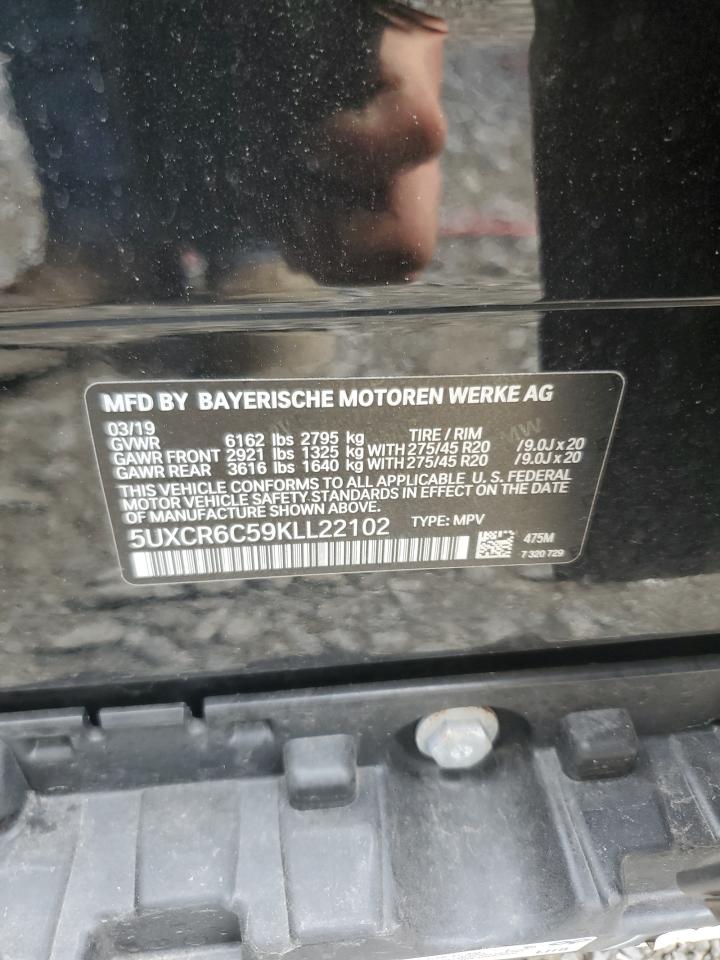 MFD BY BAYERISCHE MOTOREN WERKE AG
03/19 TIRE / RIM
GVWR 6162 lbs 2795 kg
GAWR FRONT 2921 lbs 1325 kg WITH 275/45 R20 /9.0J x 20
GAWR REAR 3616 lbs 1640 kg WITH 275/45 R20 /9.0J x 20
THIS VEHICLE CONFORMS TO ALL APPLICABLE U. S. FEDERAL
MOTOR VEHICLE SAFETY STANDARDS IN EFFECT ON THE DATE
OF MANUFACTURE SHOWN ABOVE.
5UXCR6C59KLL22102 TYPE: MPV
475M
7 320 729